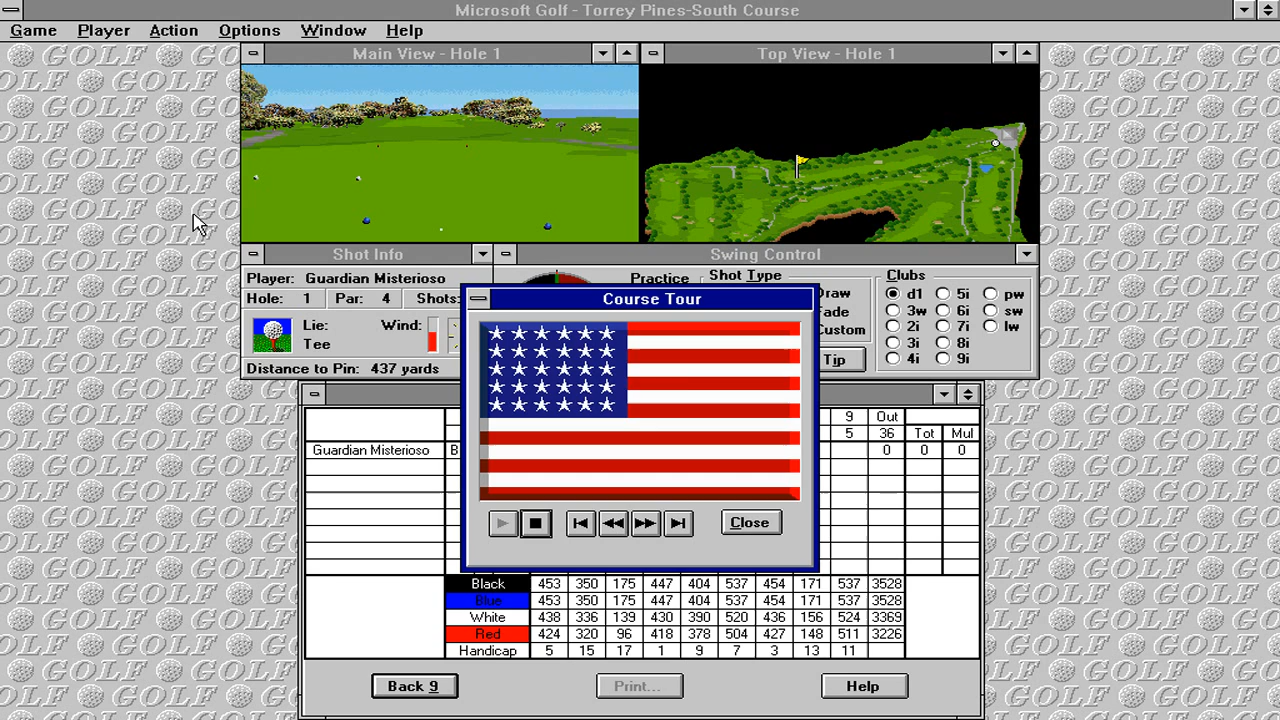 Microsoft Golf - Torrey Pines-South Course
Game Player Action Options Window Help
Main View - Hole 1
Top View - Hole 1
Shot Info
Swing Control
Player: Guardian Misterioso
Hole: 1 Par: 4 Shots:
Lie: Wind:
Tee
Distance to Pin: 437 yards
Practice
Shot Type
Draw
Fade
Custom
Tip
Clubs
d1 5i pw
3w 6i sw
2i 7i lw
3i 8i
4i 9i
Course Tour
Close
9 Out
5 36 Tot Mul
Guardian Misterioso B 0 0 0
Black 453 350 175 447 404 537 454 171 537 3528
Blue 453 350 175 447 404 537 454 171 537 3528
White 438 336 139 430 390 520 436 156 524 3369
Red 424 320 96 418 378 504 427 148 511 3226
Handicap 5 15 17 1 9 7 3 13 11
Back 9 Print... Help
GOLF